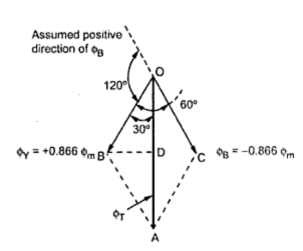 Assumed positive
direction of ϕB
O
120°
60°
30°
ϕY = +0.866 ϕm B
D
C
ϕB = −0.866 ϕm
ϕT
A